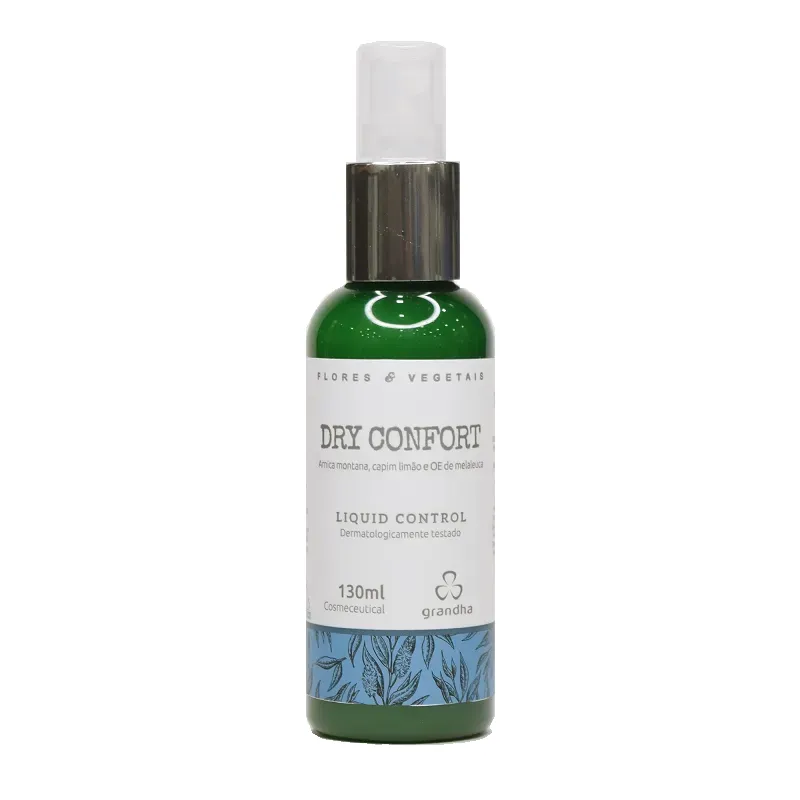 FLORES & VEGETAIS
DRY CONFORT
Arnica montana, capim limão e OE de melaleuca
LIQUID CONTROL
Dermatologicamente testado
130ml
Cosmeceutical
grandha